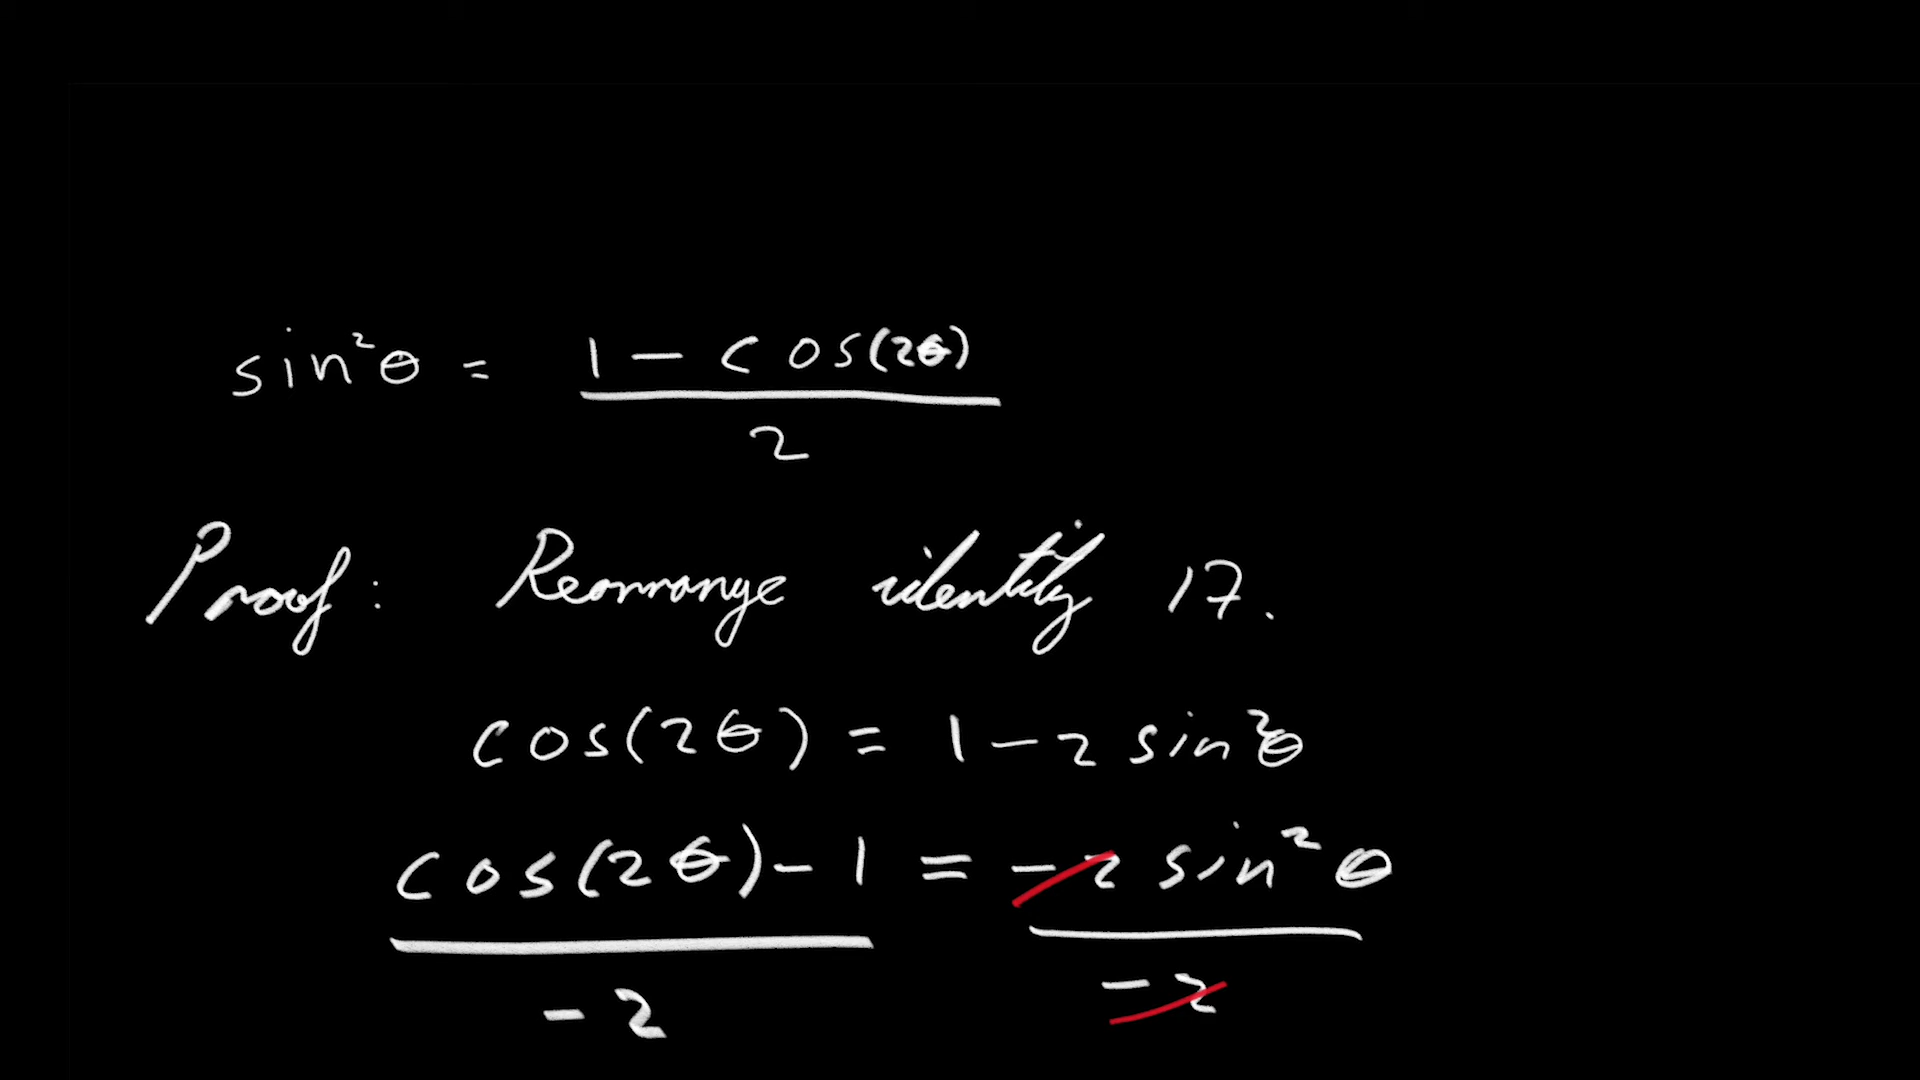 sin²θ = 1 - cos(2θ)
2
Proof: Rearrange identity 17.
cos(2θ) = 1 - 2 sin²θ
cos(2θ) - 1 = -2 sin²θ
-2 -2